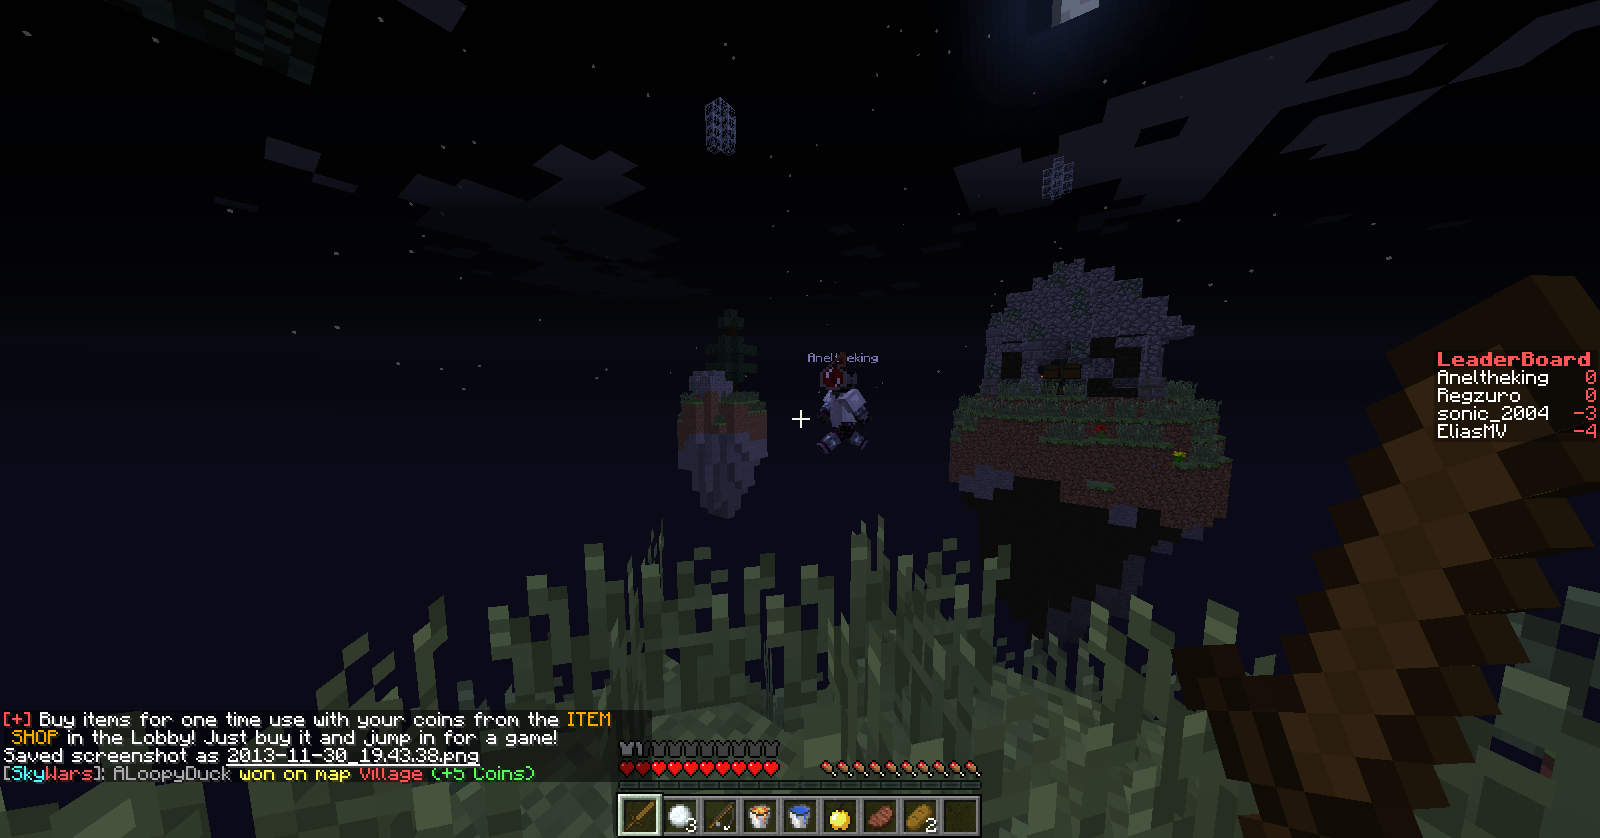 Aneltheking
LeaderBoard
Aneltheking 0
Regzuro 0
sonic_2004 -3
EliasMV -4
[+] Buy items for one time use with your coins from the ITEM
SHOP in the Lobby! Just buy it and jump in for a game!
Saved screenshot as 2013-11-30_19.43.38.png
[SkyWars]: ALoopyDuck won on map Village (+5 Coins)
3
2